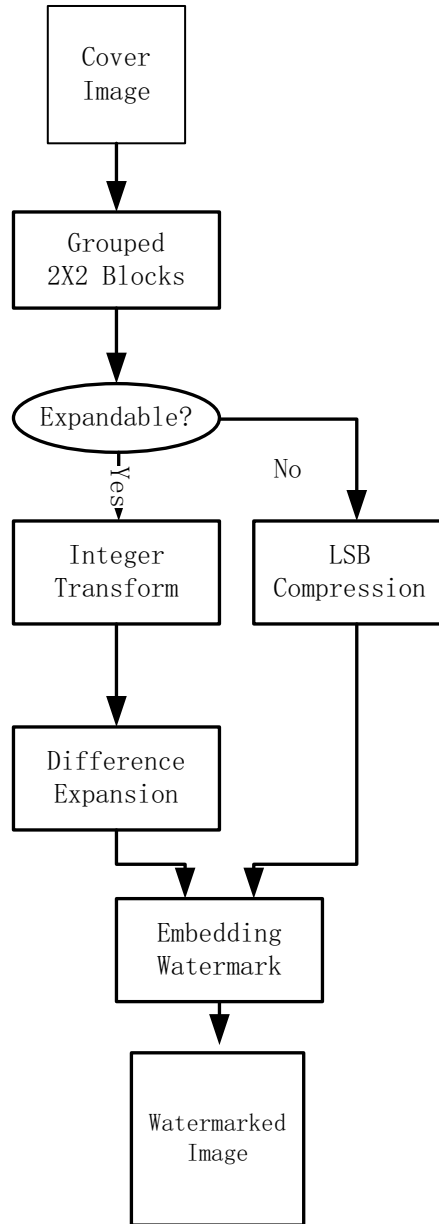 Cover
Image
Grouped
2X2 Blocks
Expandable?
Yes
No
Integer
Transform
LSB
Compression
Difference
Expansion
Embedding
Watermark
Watermarked
Image